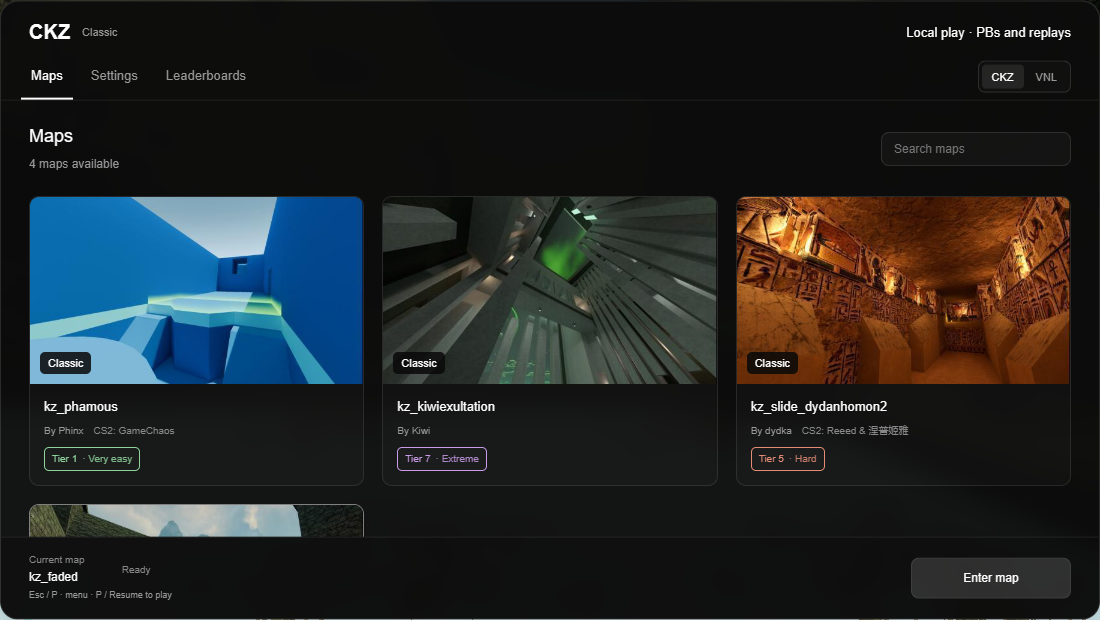 CKZ Classic
Local play · PBs and replays
Maps Settings Leaderboards
CKZ VNL
Maps
4 maps available
Search maps
Classic
kz_phamous
By Phinx CS2: GameChaos
Tier 1 · Very easy
Classic
kz_kiwiexultation
By Kiwi
Tier 7 · Extreme
Classic
kz_slide_dydanhomon2
By dydka CS2: Reeed & 涅普姬雅
Tier 5 · Hard
Current map
kz_faded
Ready
Esc / P · menu · P / Resume to play
Enter map